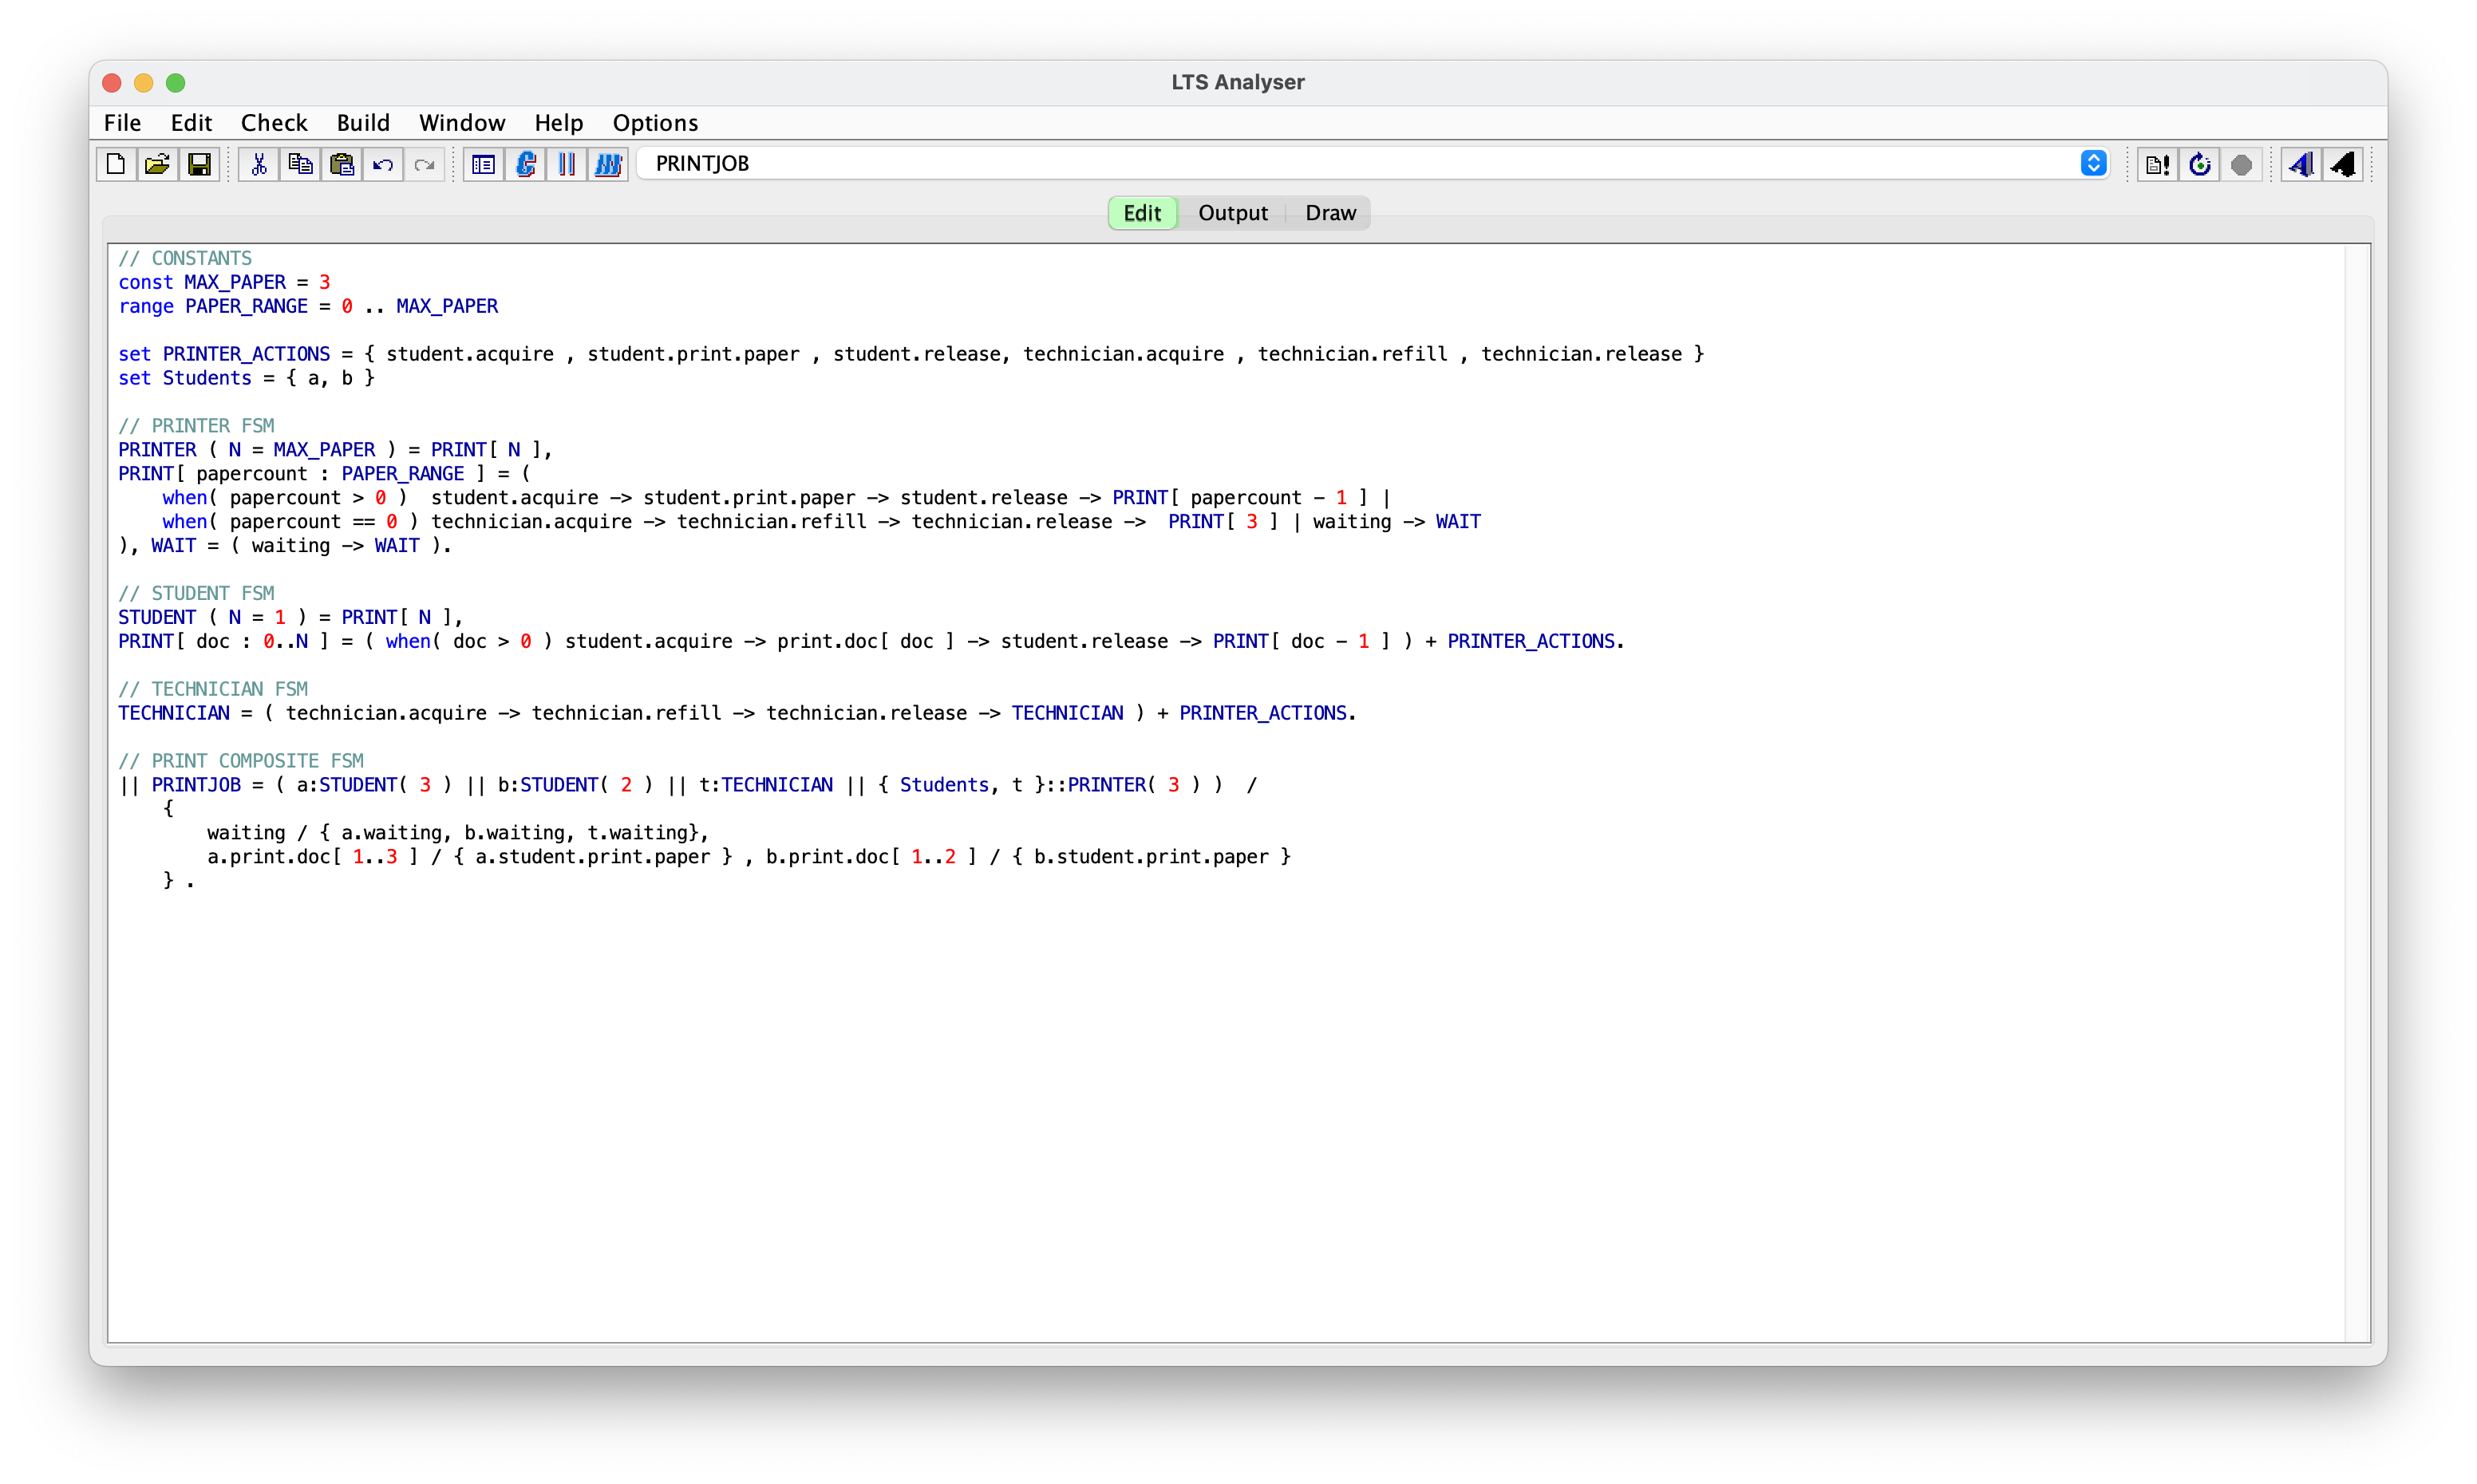 LTS Analyser
File Edit Check Build Window Help Options
PRINTJOB
Edit Output Draw
// CONSTANTS
const MAX_PAPER = 3
range PAPER_RANGE = 0 .. MAX_PAPER
set PRINTER_ACTIONS = { student.acquire , student.print.paper , student.release, technician.acquire , technician.refill , technician.release }
set Students = { a, b }
// PRINTER FSM
PRINTER ( N = MAX_PAPER ) = PRINT[ N ],
PRINT[ papercount : PAPER_RANGE ] = (
when( papercount > 0 )  student.acquire -> student.print.paper -> student.release -> PRINT[ papercount - 1 ] |
when( papercount == 0 ) technician.acquire -> technician.refill -> technician.release ->  PRINT[ 3 ] | waiting -> WAIT
), WAIT = ( waiting -> WAIT ).
// STUDENT FSM
STUDENT ( N = 1 ) = PRINT[ N ],
PRINT[ doc : 0..N ] = ( when( doc > 0 ) student.acquire -> print.doc[ doc ] -> student.release -> PRINT[ doc - 1 ] ) + PRINTER_ACTIONS.
// TECHNICIAN FSM
TECHNICIAN = ( technician.acquire -> technician.refill -> technician.release -> TECHNICIAN ) + PRINTER_ACTIONS.
// PRINT COMPOSITE FSM
|| PRINTJOB = ( a:STUDENT( 3 ) || b:STUDENT( 2 ) || t:TECHNICIAN || { Students, t }::PRINTER( 3 ) )  /
{
waiting / { a.waiting, b.waiting, t.waiting},
a.print.doc[ 1..3 ] / { a.student.print.paper } , b.print.doc[ 1..2 ] / { b.student.print.paper }
} .